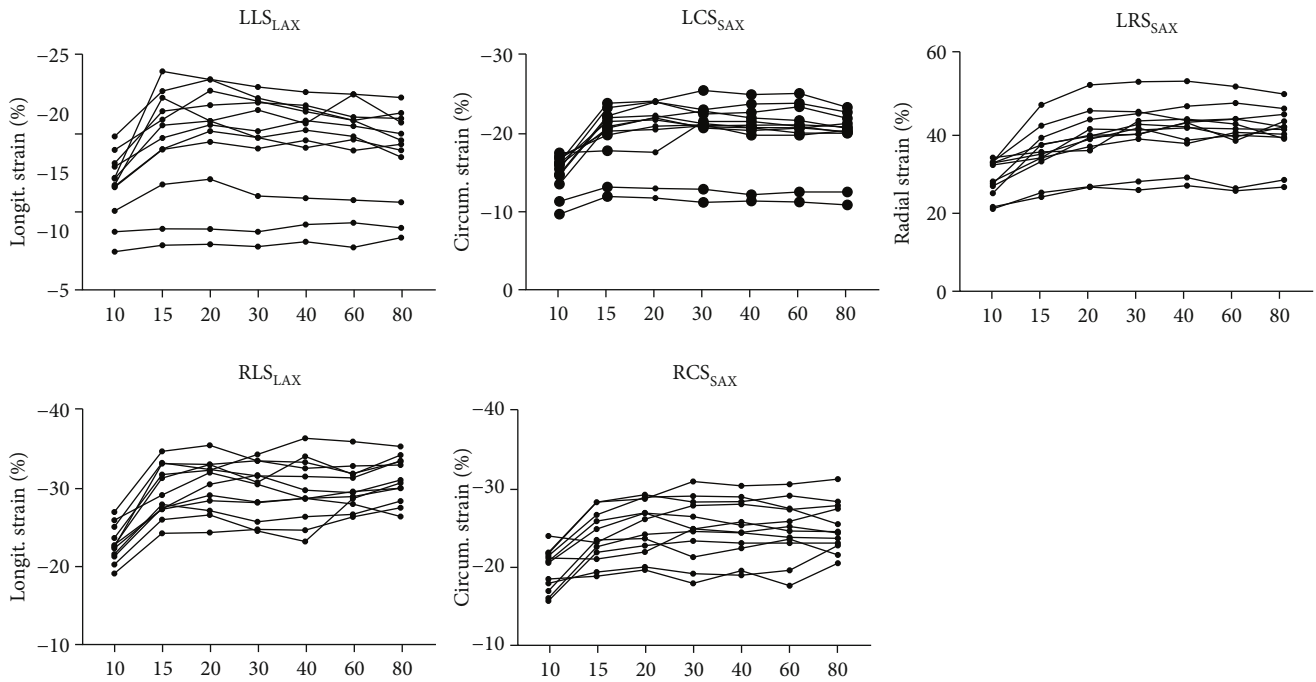 LLS_LAX
−25
−20
−15
−10
−5
Longit. strain (%)
10 15 20 30 40 60 80
LCS_SAX
−30
−20
−10
0
Circum. strain (%)
10 15 20 30 40 60 80
LRS_SAX
60
40
20
0
Radial strain (%)
10 15 20 30 40 60 80
RLS_LAX
−40
−30
−20
−10
Longit. strain (%)
10 15 20 30 40 60 80
RCS_SAX
−40
−30
−20
−10
Circum. strain (%)
10 15 20 30 40 60 80